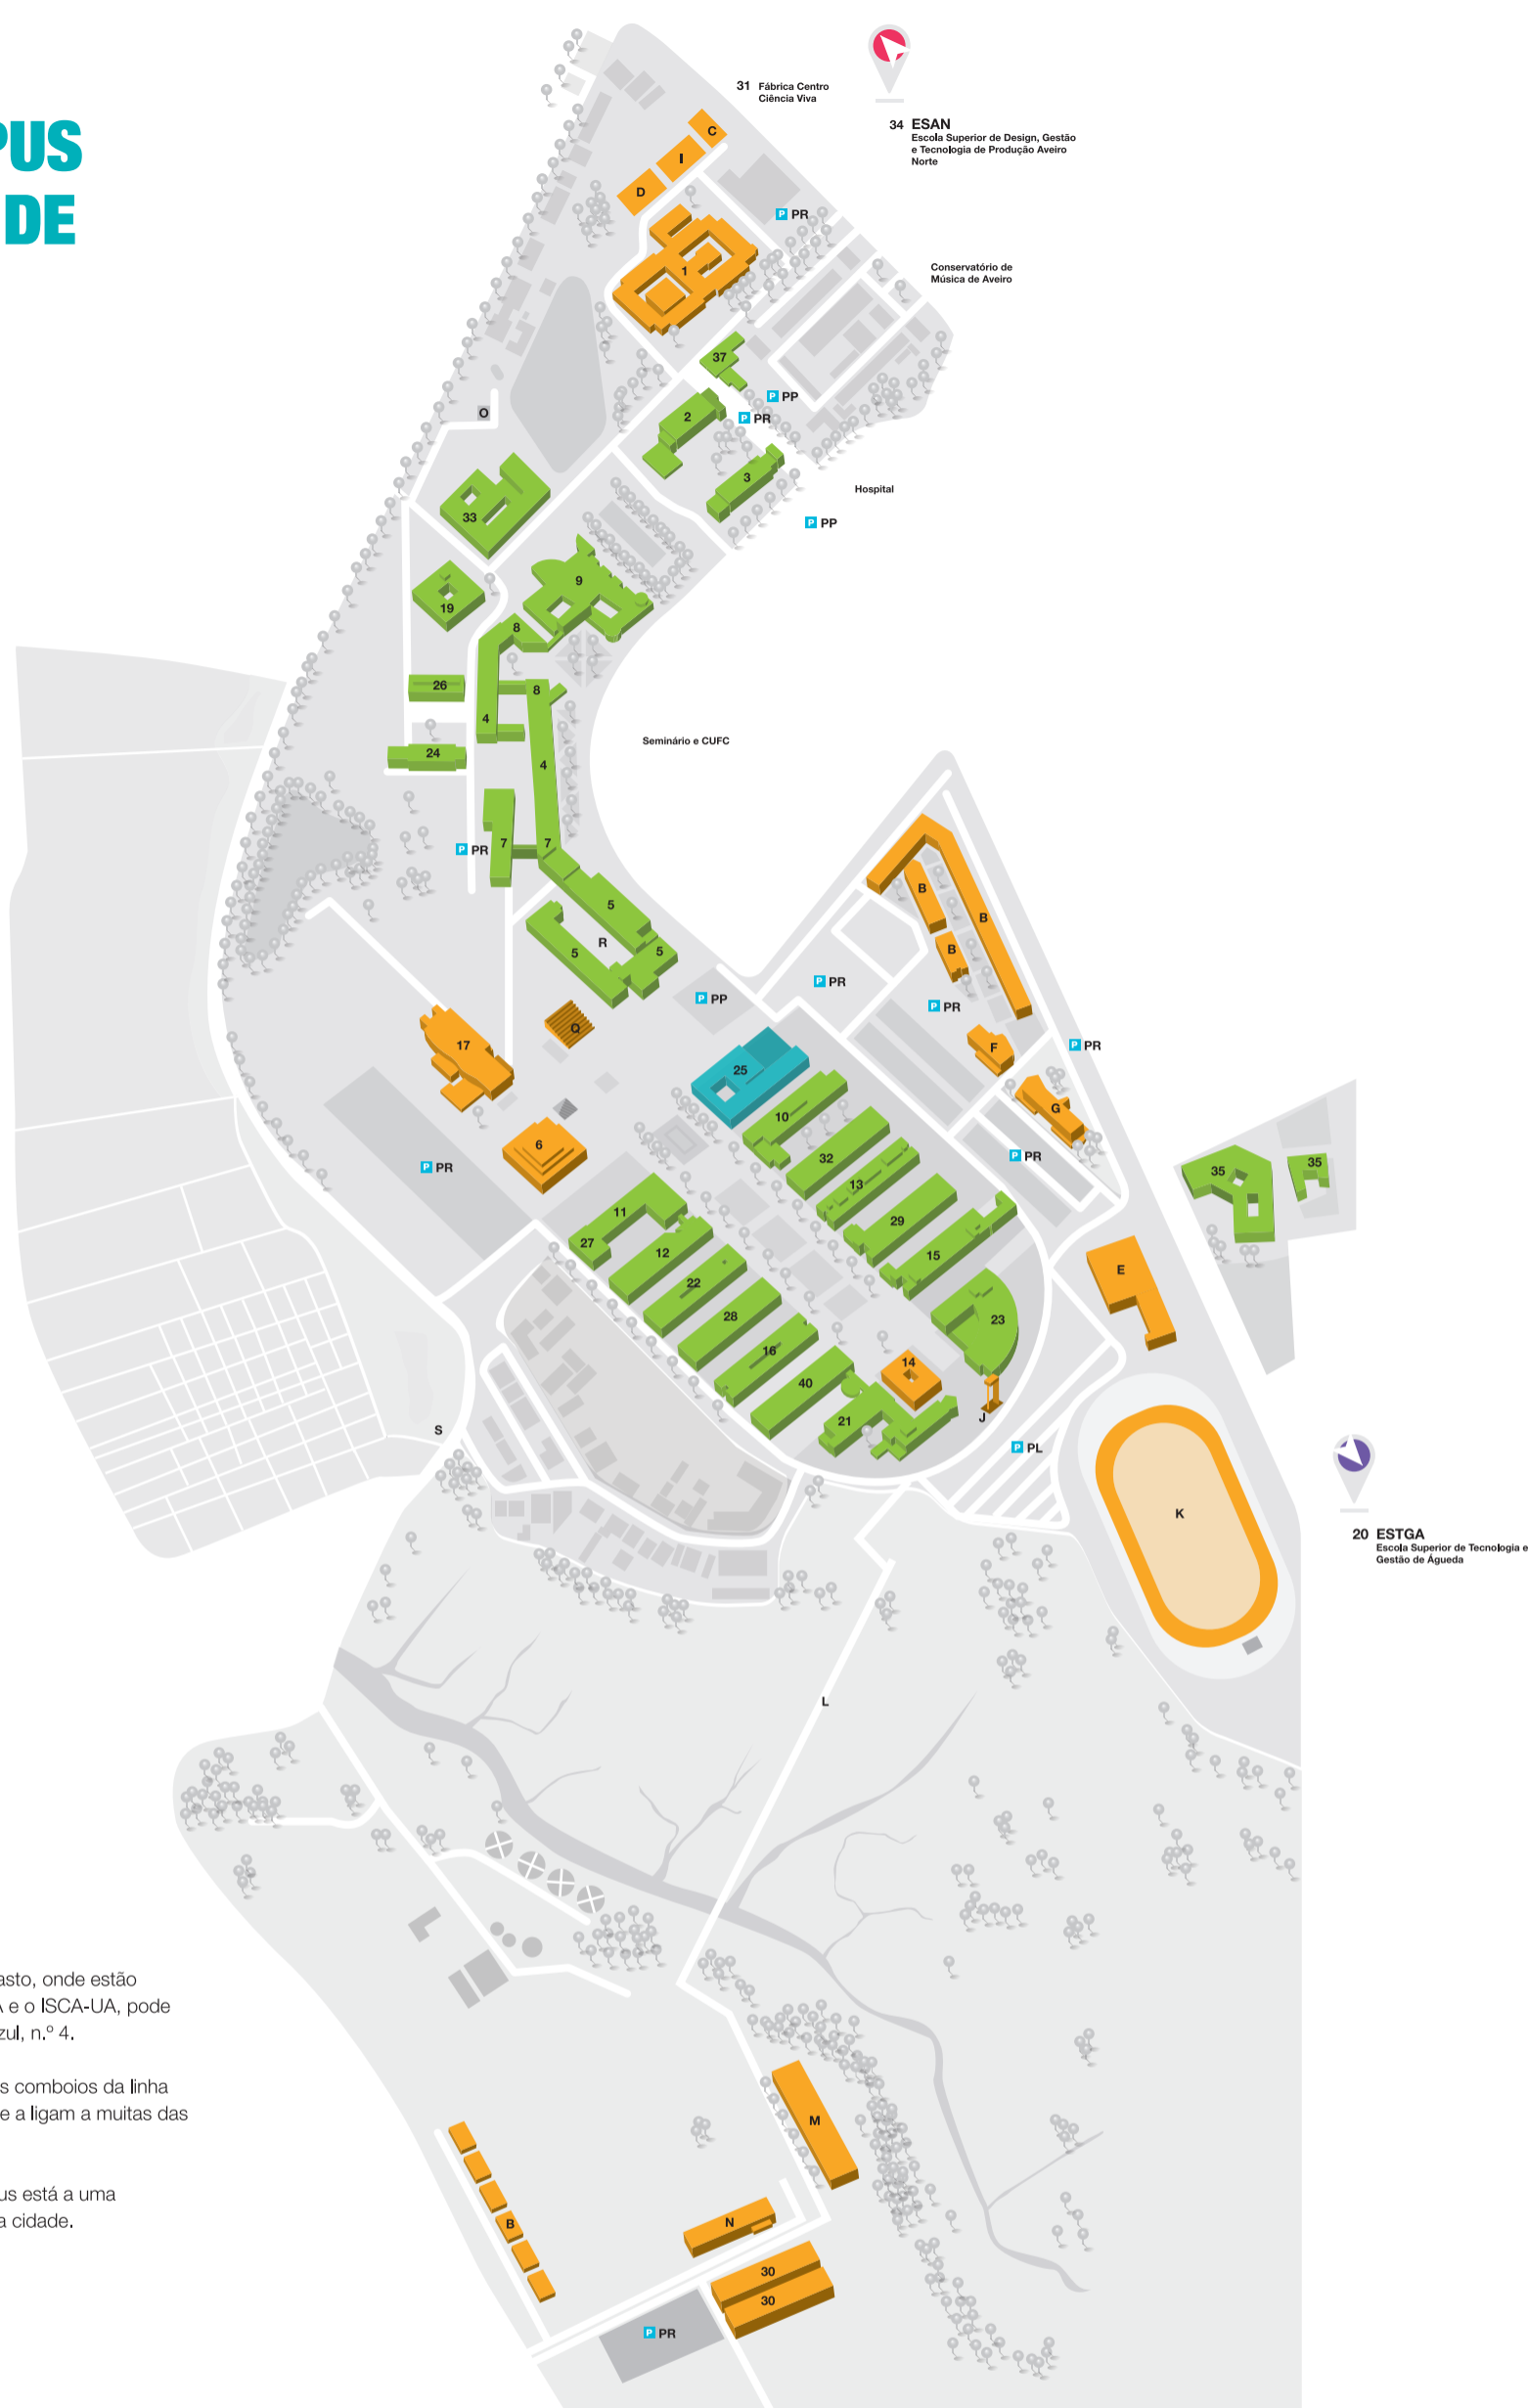 PUS
DE
31 Fábrica Centro
Ciência Viva
34 ESAN
Escola Superior de Design, Gestão
e Tecnologia de Produção Aveiro
Norte
C
I
D
P PR
1
Conservatório de
Música de Aveiro
37
P PP
O
2
P PR
3
Hospital
33
P PP
9
19
8
26
8
4
Seminário e CUFC
24
4
P PR
7
7
B
5
B
R
5
5
B
P PR
P PP
P PR
Q
F
P PR
17
25
G
10
6
P PR
32
P PR
35
35
13
11
29
27
12
15
E
22
28
23
16
14
40
J
21
S
P PL
K
20 ESTGA
Escola Superior de Tecnologia e
Gestão de Águeda
L
asto, onde estão
A e o ISCA-UA, pode
zul, n.º 4.
s comboios da linha
e a ligam a muitas das
M
us está a uma
a cidade.
B
N
30
30
P PR